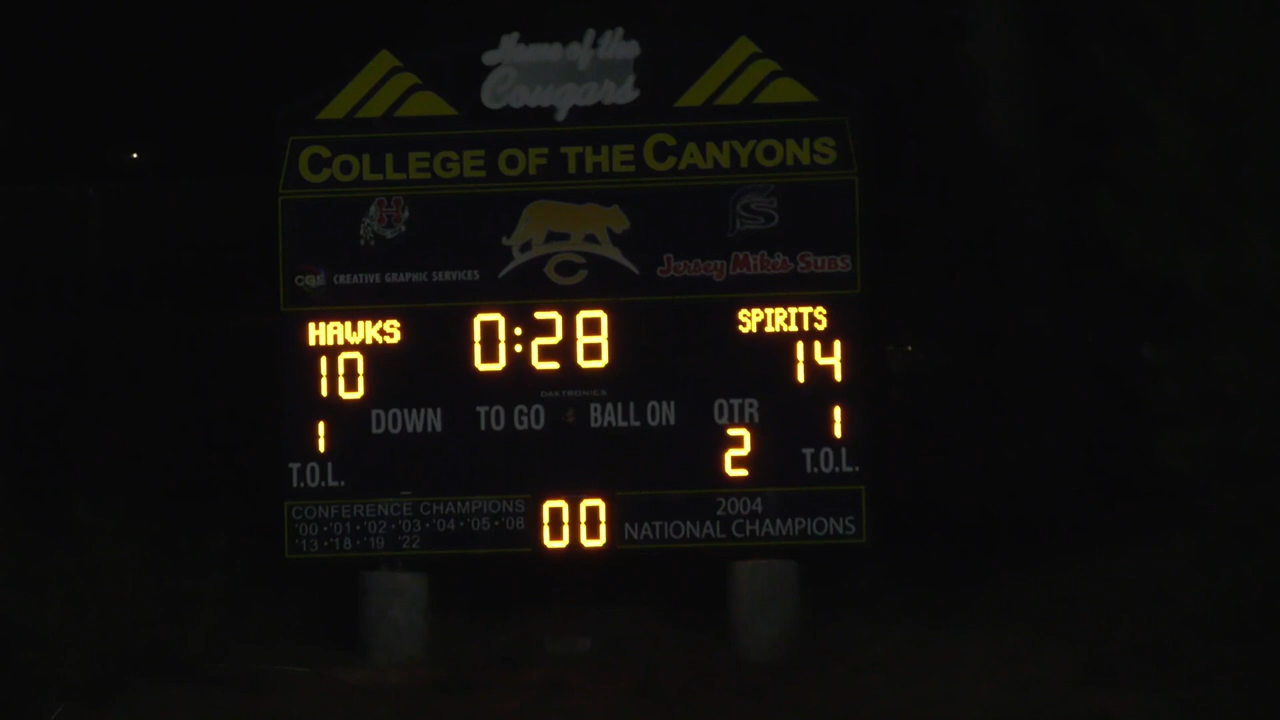 Home of the
Cougars
COLLEGE OF THE CANYONS
H
S
C
CGS CREATIVE GRAPHIC SERVICES
JERSEY MIKE'S SUBS
HAWKS
0:28
SPIRITS
10
14
DAKTRONICS
DOWN TO GO BALL ON QTR
1
2
1
T.O.L.
T.O.L.
CONFERENCE CHAMPIONS
'00•'01•'02•'03•'04•'05•'08
'13•'18•'19 '22
00
2004
NATIONAL CHAMPIONS